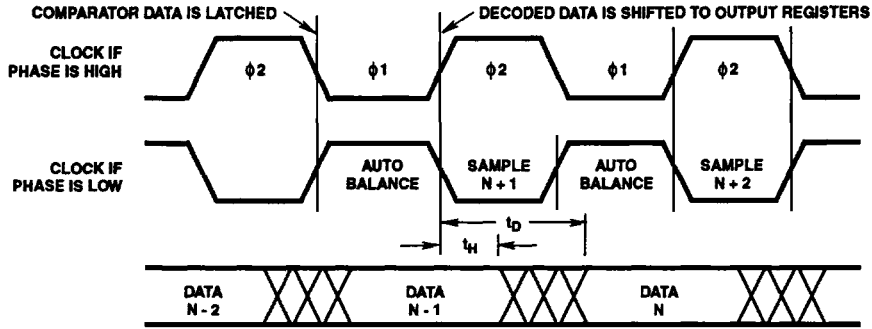 COMPARATOR DATA IS LATCHED
DECODED DATA IS SHIFTED TO OUTPUT REGISTERS
CLOCK IF
PHASE IS HIGH
ϕ2
ϕ1
ϕ2
ϕ1
ϕ2
CLOCK IF
PHASE IS LOW
AUTO
BALANCE
SAMPLE
N + 1
AUTO
BALANCE
SAMPLE
N + 2
tD
tH
DATA
N - 2
DATA
N - 1
DATA
N